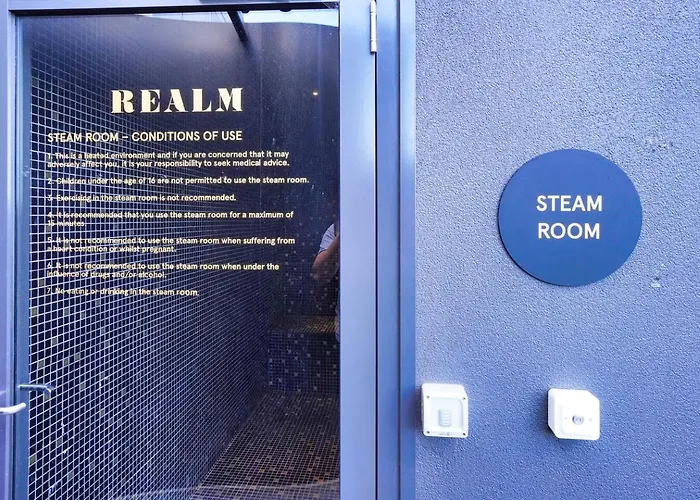 REALM
STEAM ROOM – CONDITIONS OF USE
1. This is a heated environment and if you are concerned that it may
adversely affect you, it is your responsibility to seek medical advice.
2. Children under the age of 16 are not permitted to use the steam room.
3. Exercising in the steam room is not recommended.
4. It is recommended that you use the steam room for a maximum of
15 minutes.
5. It is not recommended to use the steam room when suffering from
a heart condition or whilst pregnant.
6. It is not recommended to use the steam room when under the
influence of drugs and/or alcohol.
7. No eating or drinking in the steam room.
STEAM
ROOM